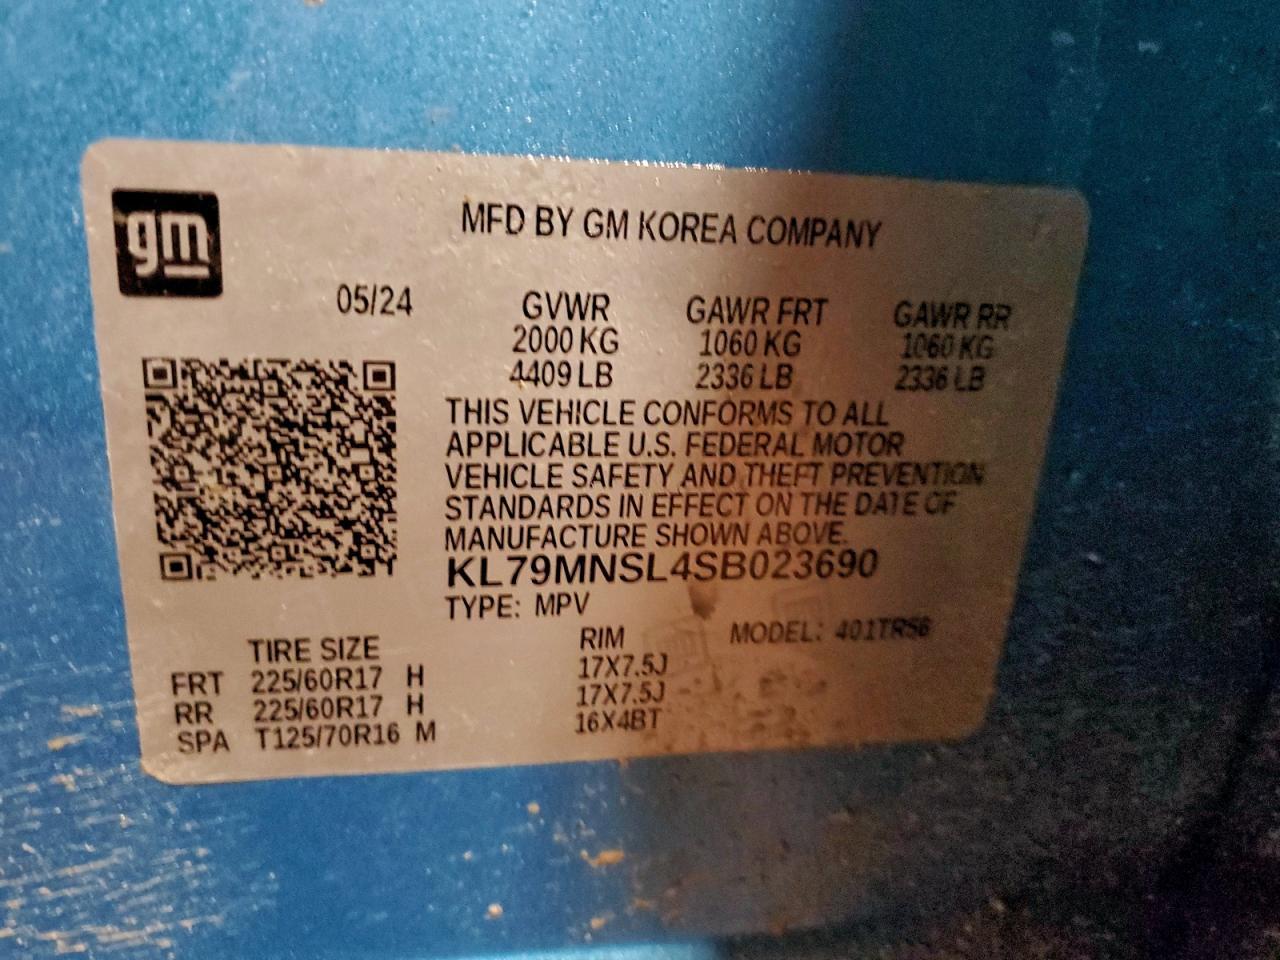 gm
MFD BY GM KOREA COMPANY
05/24 GVWR GAWR FRT GAWR RR
2000 KG 1060 KG 1060 KG
4409 LB 2336 LB 2336 LB
THIS VEHICLE CONFORMS TO ALL
APPLICABLE U.S. FEDERAL MOTOR
VEHICLE SAFETY AND THEFT PREVENTION
STANDARDS IN EFFECT ON THE DATE OF
MANUFACTURE SHOWN ABOVE.
KL79MNSL4SB023690
TYPE: MPV
MODEL: 401TR56
TIRE SIZE RIM
FRT 225/60R17 H 17X7.5J
RR 225/60R17 H 17X7.5J
SPA T125/70R16 M 16X4BT